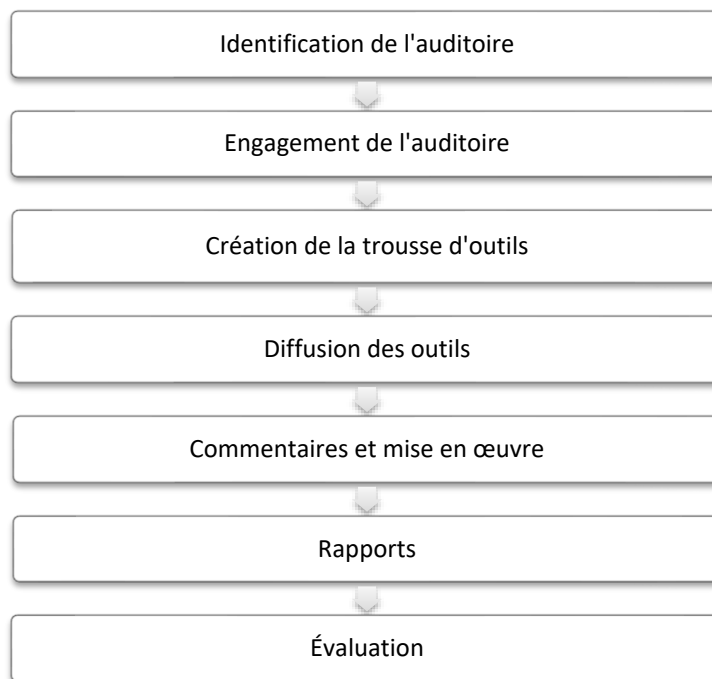 Identification de l'auditoire
Engagement de l'auditoire
Création de la trousse d'outils
Diffusion des outils
Commentaires et mise en œuvre
Rapports
Évaluation